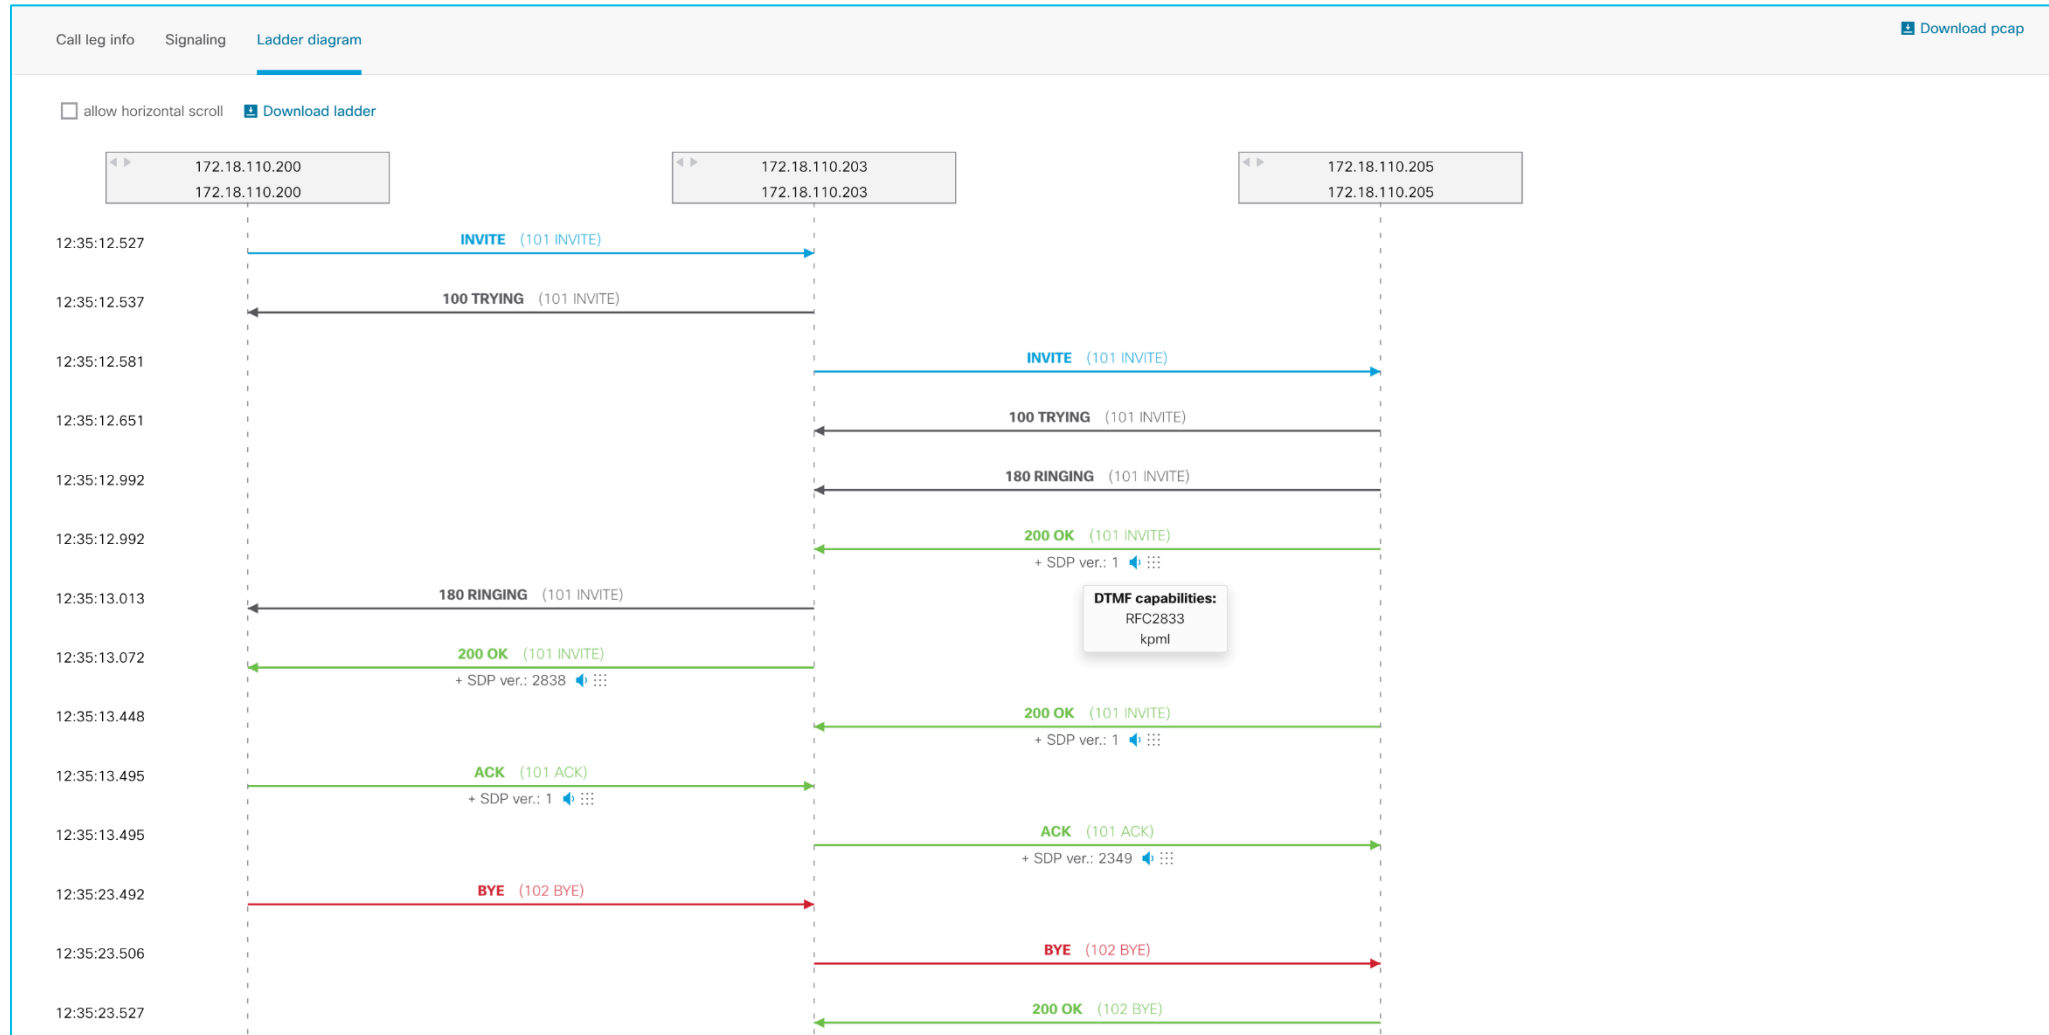 Call leg info Signaling Ladder diagram Download pcap
allow horizontal scroll Download ladder
172.18.110.200 172.18.110.203 172.18.110.205
172.18.110.200 172.18.110.203 172.18.110.205
12:35:12.527 INVITE (101 INVITE)
12:35:12.537 100 TRYING (101 INVITE)
12:35:12.581 INVITE (101 INVITE)
12:35:12.651 100 TRYING (101 INVITE)
12:35:12.992 180 RINGING (101 INVITE)
12:35:12.992 200 OK (101 INVITE)
+ SDP ver.: 1
12:35:13.013 180 RINGING (101 INVITE)
DTMF capabilities:
RFC2833
kpml
12:35:13.072 200 OK (101 INVITE)
+ SDP ver.: 2838
12:35:13.448 200 OK (101 INVITE)
+ SDP ver.: 1
12:35:13.495 ACK (101 ACK)
+ SDP ver.: 1
12:35:13.495 ACK (101 ACK)
+ SDP ver.: 2349
12:35:23.492 BYE (102 BYE)
12:35:23.506 BYE (102 BYE)
12:35:23.527 200 OK (102 BYE)